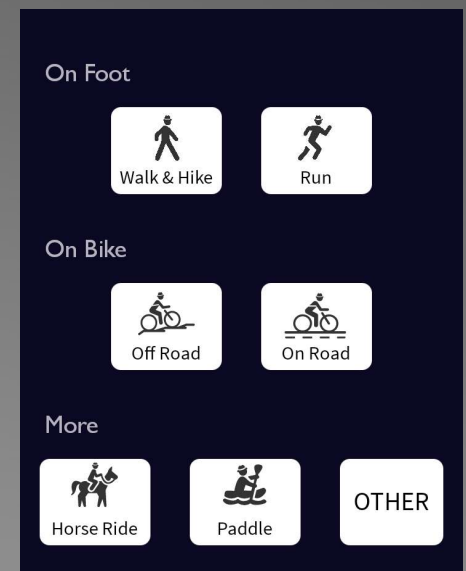 On Foot
Walk & Hike
Run
On Bike
Off Road
On Road
More
Horse Ride
Paddle
OTHER